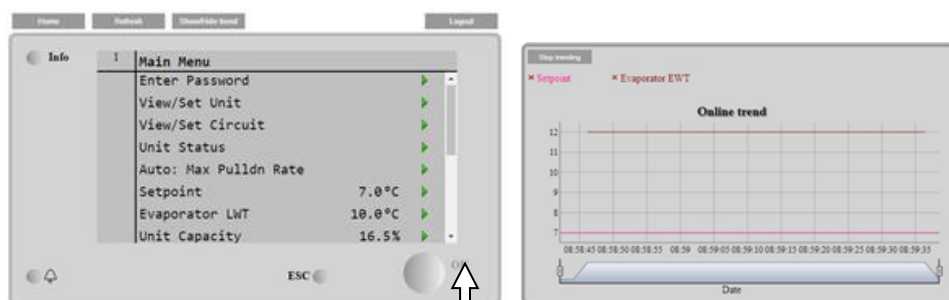 Home Refresh Show/Hide trend Logout
Info
1 Main Menu
Enter Password
View/Set Unit
View/Set Circuit
Unit Status
Auto: Max Pulldn Rate
Setpoint 7.0°C
Evaporator LWT 10.0°C
Unit Capacity 16.5%
ESC
Stop trending
× Setpoint × Evaporator EWT
Online trend
12
11
10
9
8
7
08:58:45 08:58:50 08:58:55 08:59 08:59:05 08:59:10 08:59:15 08:59:20 08:59:25 08:59:30 08:59:35
Date